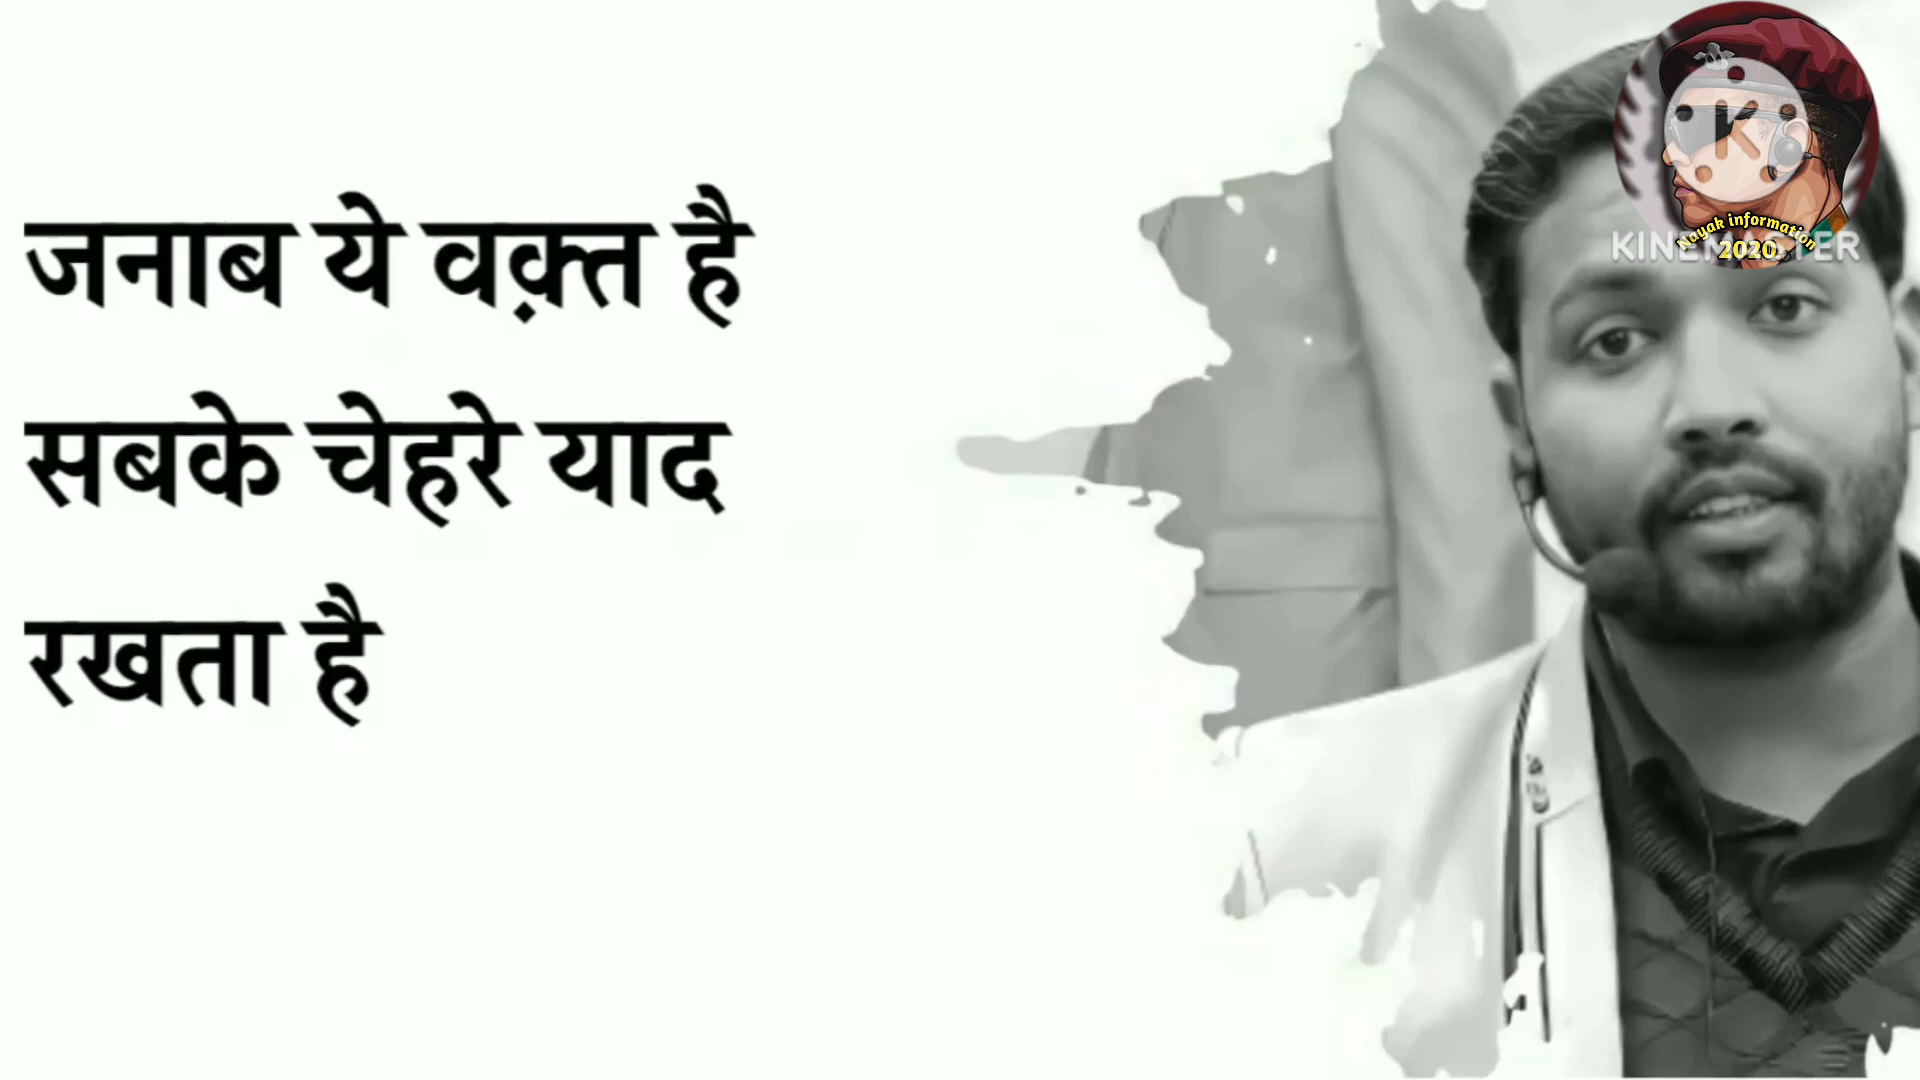 जनाब ये वक़्त है
सबके चेहरे याद
रखता है
KINEMASTER
Nayak information
2020